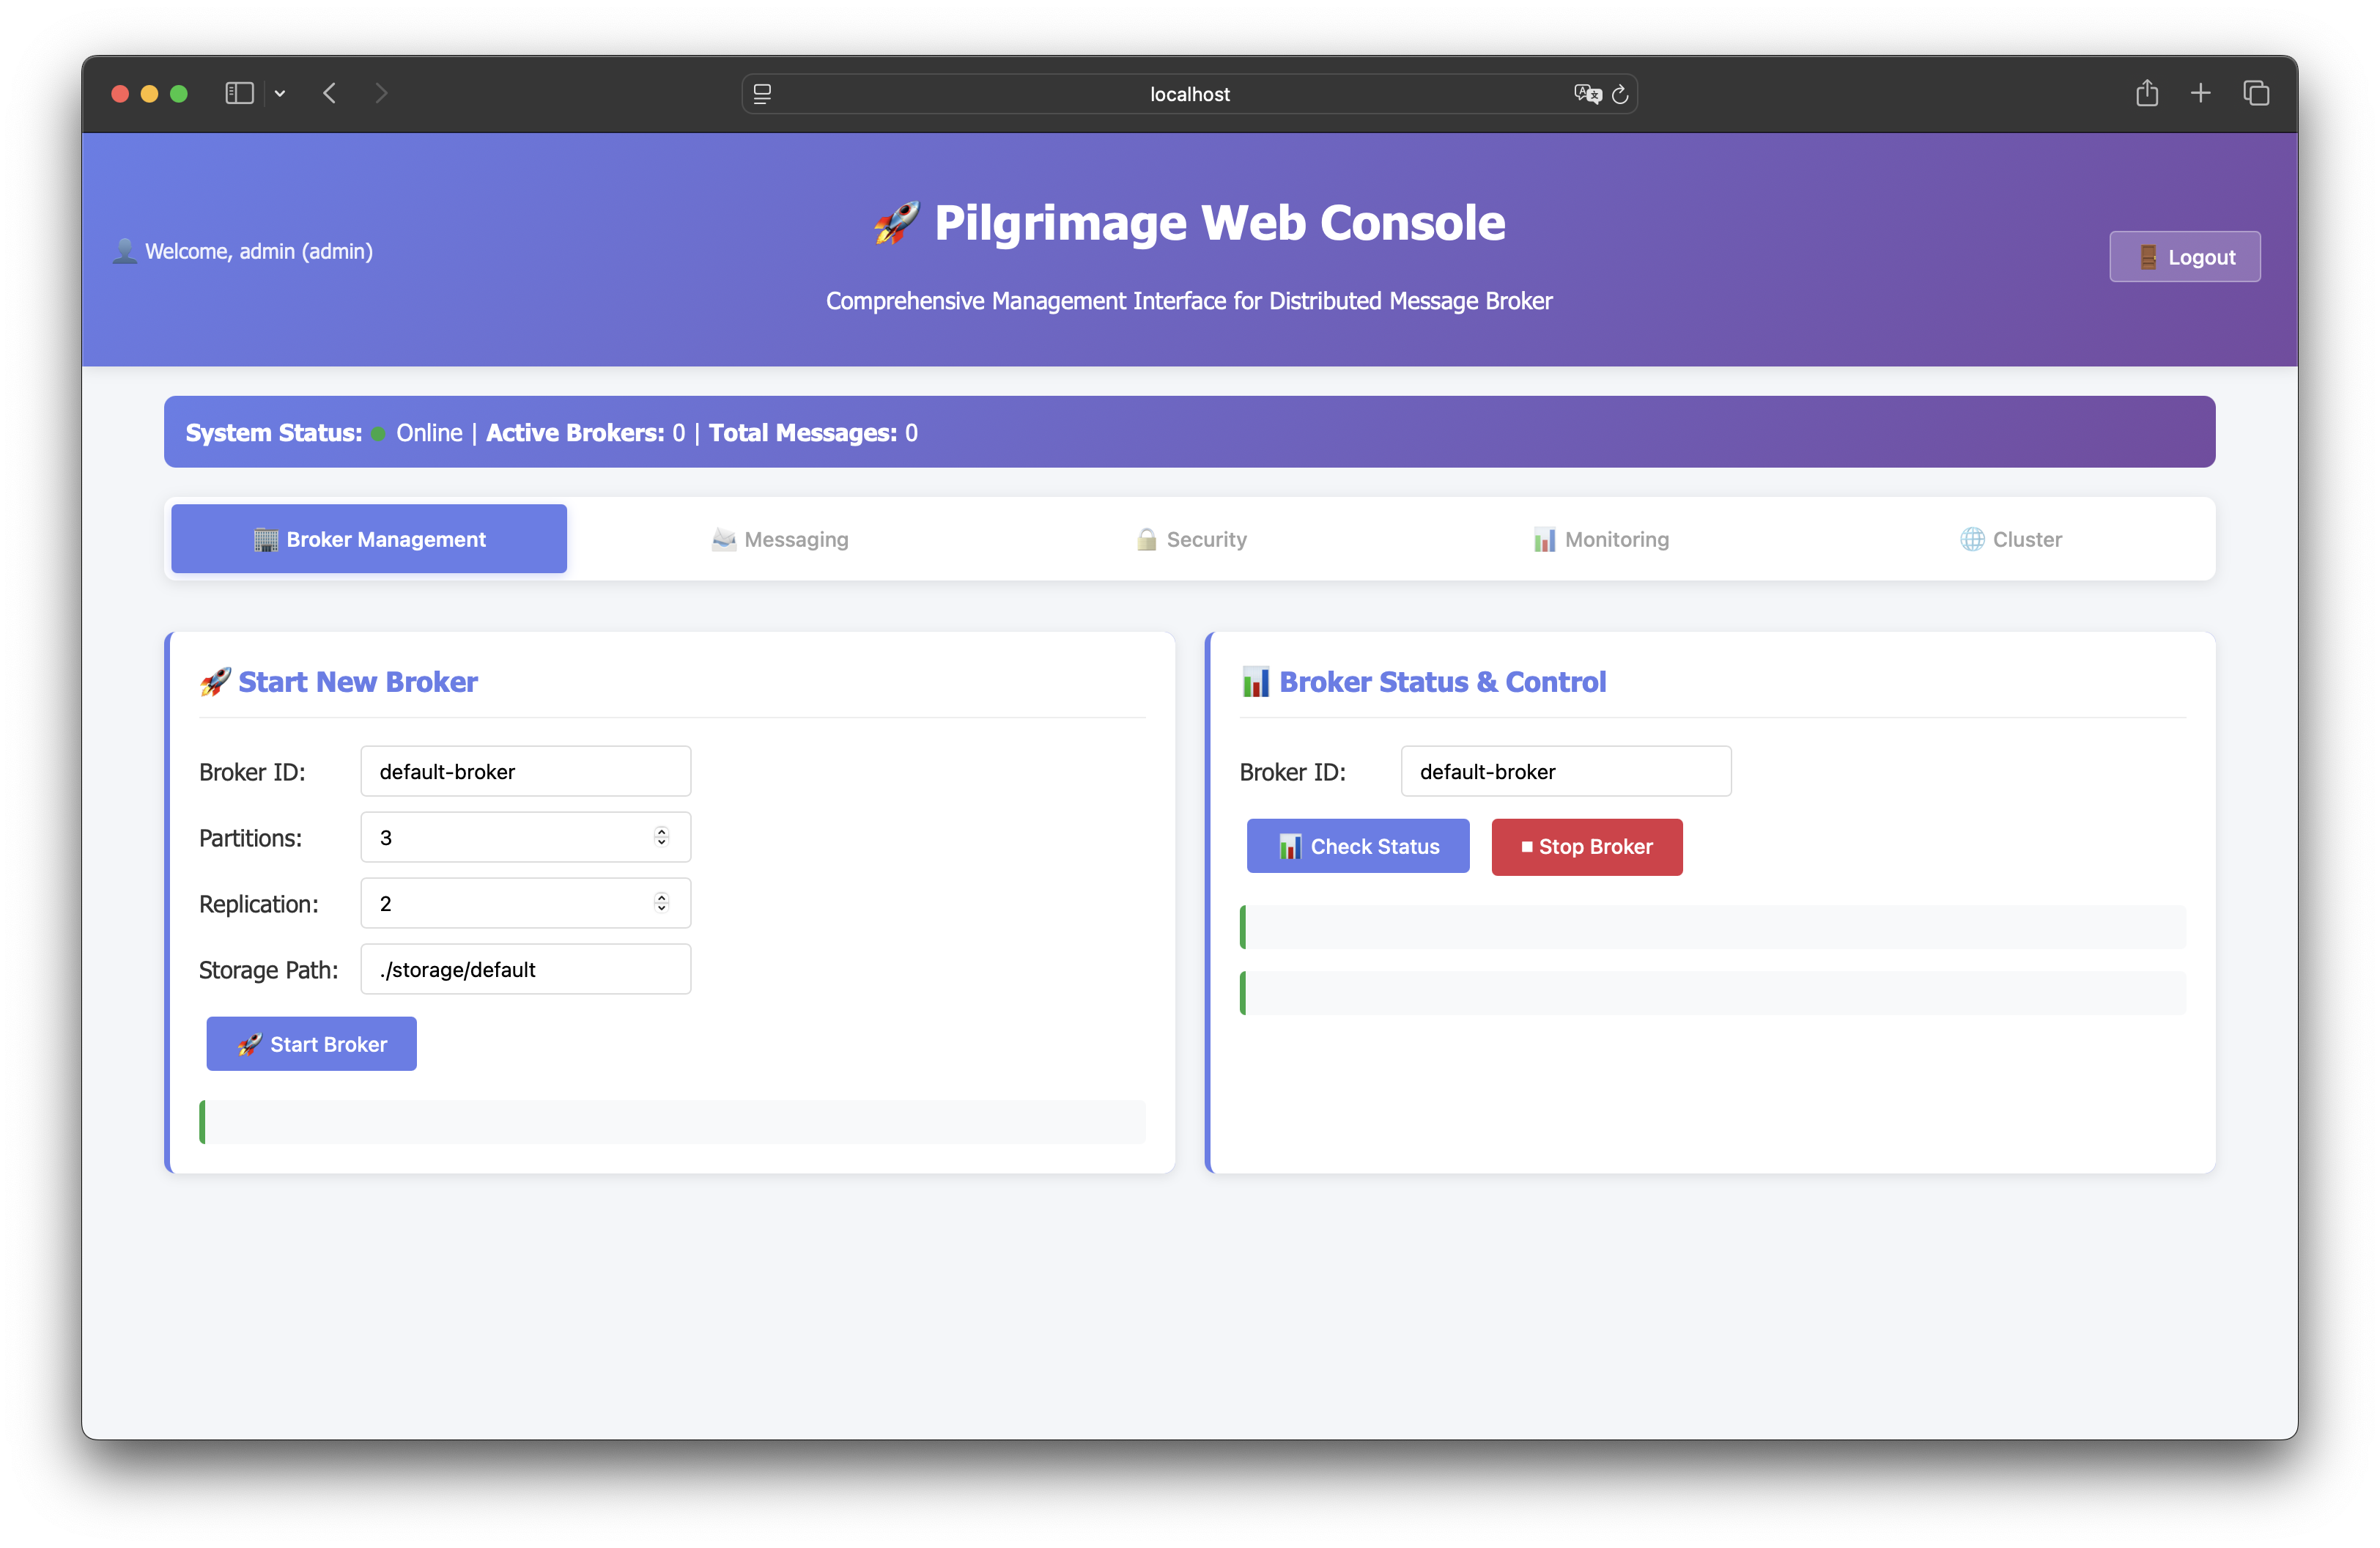 localhost
🚀 Pilgrimage Web Console
👤 Welcome, admin (admin)
🚪 Logout
Comprehensive Management Interface for Distributed Message Broker
System Status: Online | Active Brokers: 0 | Total Messages: 0
🏢 Broker Management
📨 Messaging
🔒 Security
📊 Monitoring
🌐 Cluster
🚀 Start New Broker
Broker ID: default-broker
Partitions: 3
Replication: 2
Storage Path: ./storage/default
🚀 Start Broker
📊 Broker Status & Control
Broker ID: default-broker
📊 Check Status
⏹ Stop Broker